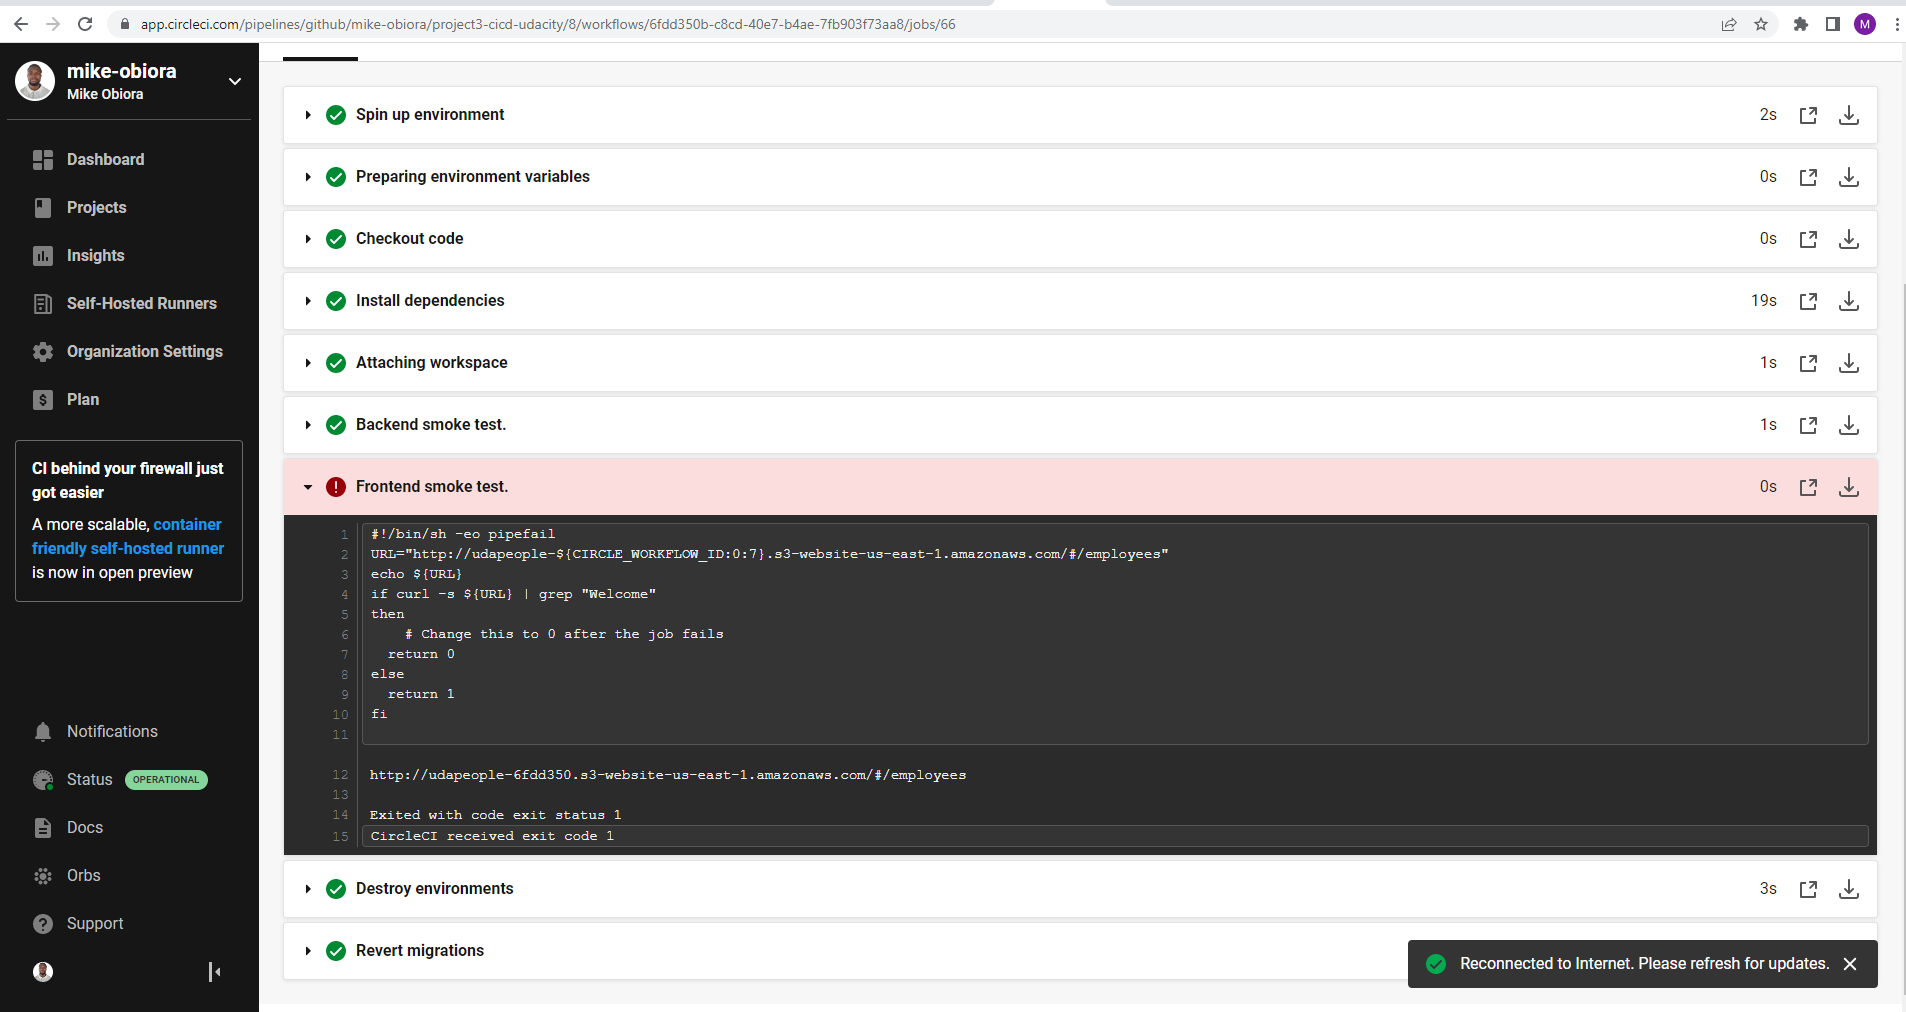 app.circleci.com/pipelines/github/mike-obiora/project3-cicd-udacity/8/workflows/6fdd350b-c8cd-40e7-b4ae-7fb903f73aa8/jobs/66
M
mike-obiora
Mike Obiora
Dashboard
Projects
Insights
Self-Hosted Runners
Organization Settings
Plan
CI behind your firewall just
got easier
A more scalable, container
friendly self-hosted runner
is now in open preview
Notifications
Status OPERATIONAL
Docs
Orbs
Support
Spin up environment 2s
Preparing environment variables 0s
Checkout code 0s
Install dependencies 19s
Attaching workspace 1s
Backend smoke test. 1s
Frontend smoke test. 0s
1 #!/bin/sh -eo pipefail
2 URL="http://udapeople-${CIRCLE_WORKFLOW_ID:0:7}.s3-website-us-east-1.amazonaws.com/#/employees"
3 echo ${URL}
4 if curl -s ${URL} | grep "Welcome"
5 then
6 # Change this to 0 after the job fails
7 return 0
8 else
9 return 1
10 fi
11
12 http://udapeople-6fdd350.s3-website-us-east-1.amazonaws.com/#/employees
13
14 Exited with code exit status 1
15 CircleCI received exit code 1
Destroy environments 3s
Revert migrations
Reconnected to Internet. Please refresh for updates.